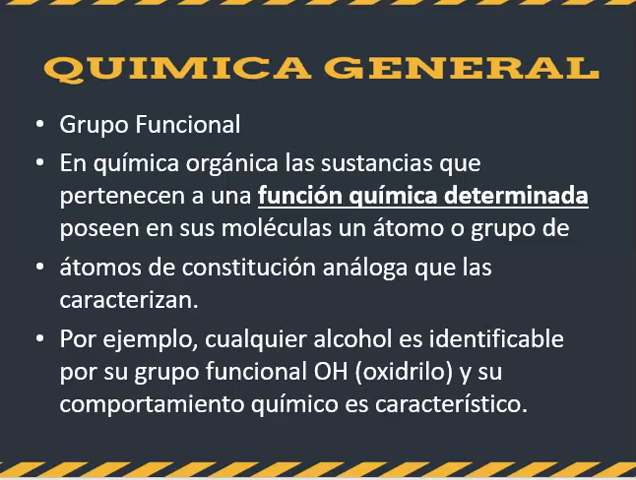 QUIMICA GENERAL
• Grupo Funcional
• En química orgánica las sustancias que
pertenecen a una función química determinada
poseen en sus moléculas un átomo o grupo de
• átomos de constitución análoga que las
caracterizan.
• Por ejemplo, cualquier alcohol es identificable
por su grupo funcional OH (oxidrilo) y su
comportamiento químico es característico.